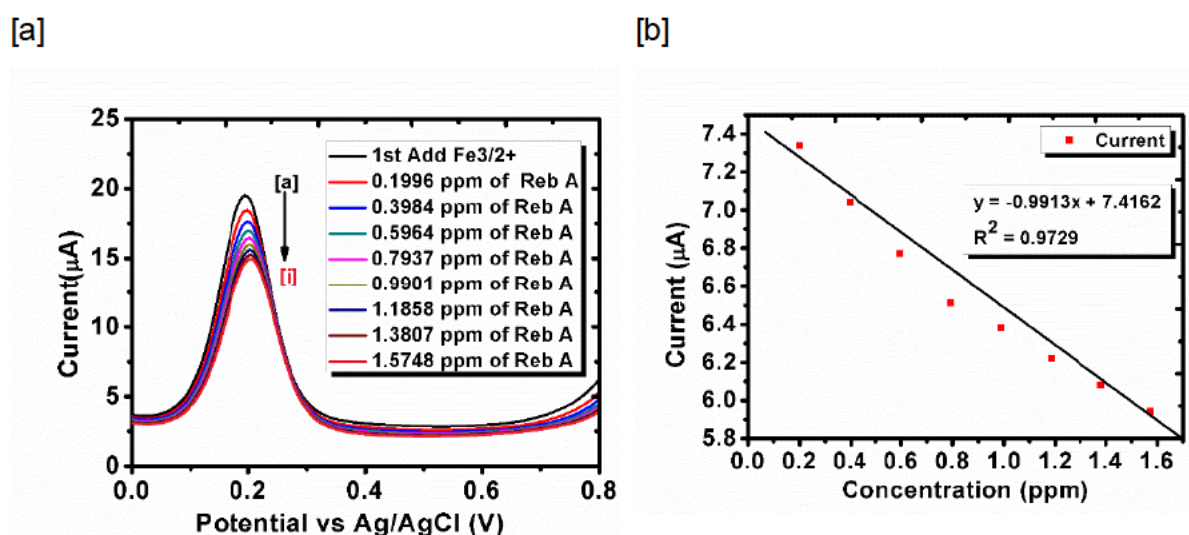 [a]
25
20
15
10
5
0
Current(μA)
0.0 0.2 0.4 0.6 0.8
Potential vs Ag/AgCl (V)
1st Add Fe3/2+
0.1996 ppm of Reb A
0.3984 ppm of Reb A
0.5964 ppm of Reb A
0.7937 ppm of Reb A
0.9901 ppm of Reb A
1.1858 ppm of Reb A
1.3807 ppm of Reb A
1.5748 ppm of Reb A
[a]
[i]
[b]
7.4
7.2
7.0
6.8
6.6
6.4
6.2
6.0
5.8
Current (μA)
0.0 0.2 0.4 0.6 0.8 1.0 1.2 1.4 1.6
Concentration (ppm)
Current
y = -0.9913x + 7.4162
R² = 0.9729